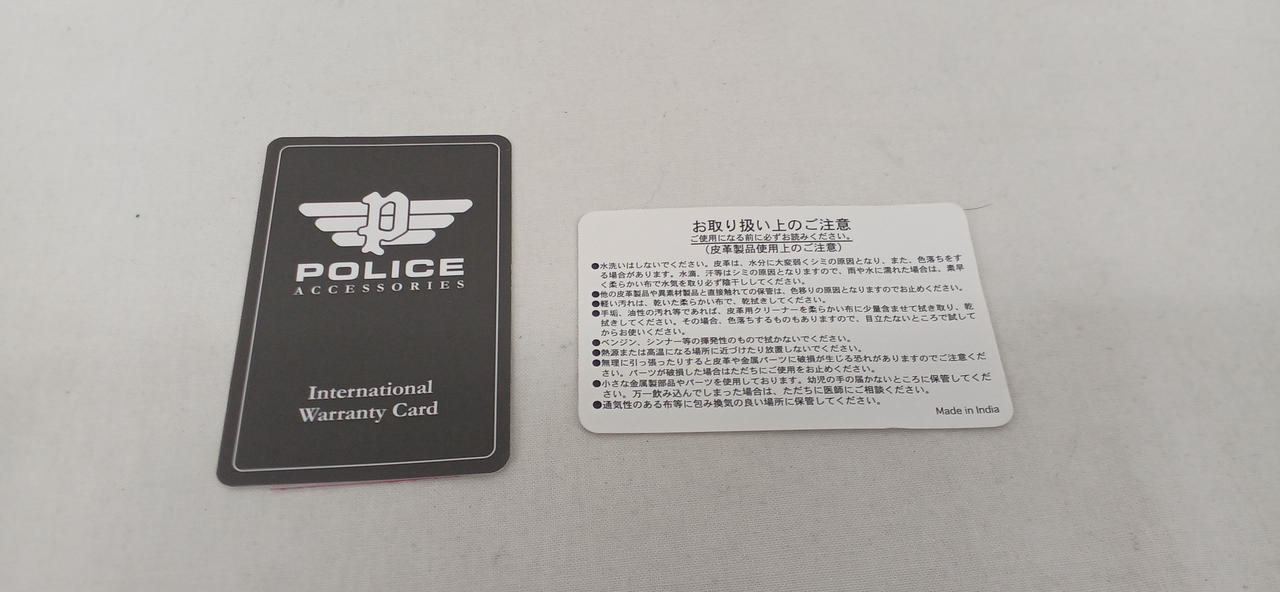 P
POLICE
ACCESSORIES
International
Warranty Card
お取り扱い上のご注意
ご使用になる前に必ずお読みください。
(皮革製品使用上のご注意)
●水洗いはしないでください。皮革は、水分に大変弱くシミの原因となり、また、色落ちをす
る場合があります。水滴、汗等はシミの原因となりますので、雨や水に濡れた場合は、素早
く柔らかい布で水気を取り必ず陰干ししてください。
●他の皮革製品や異素材製品と直接触れての保管は、色移りの原因となりますのでお止めください。
●軽い汚れは、乾いた柔らかい布で、乾拭きしてください。
●手垢、油性の汚れ等であれば、皮革用クリーナーを柔らかい布に少量含ませて拭き取り、乾
拭きしてください。その場合、色落ちするものもありますので、目立たないところで試して
からお使いください。
●ベンジン、シンナー等の揮発性のもので拭かないでください。
●熱源または高温になる場所に近づけたり放置しないでください。
●無理に引っ張ったりすると皮革や金属パーツに破損が生じる恐れがありますのでご注意くだ
さい。パーツが破損した場合はただちにご使用をお止めください。
●小さな金属製部品やパーツを使用しております。幼児の手の届かないところに保管してくだ
さい。万一飲み込んでしまった場合は、ただちに医師にご相談ください。
●通気性のある布等に包み換気の良い場所に保管してください。
Made in India